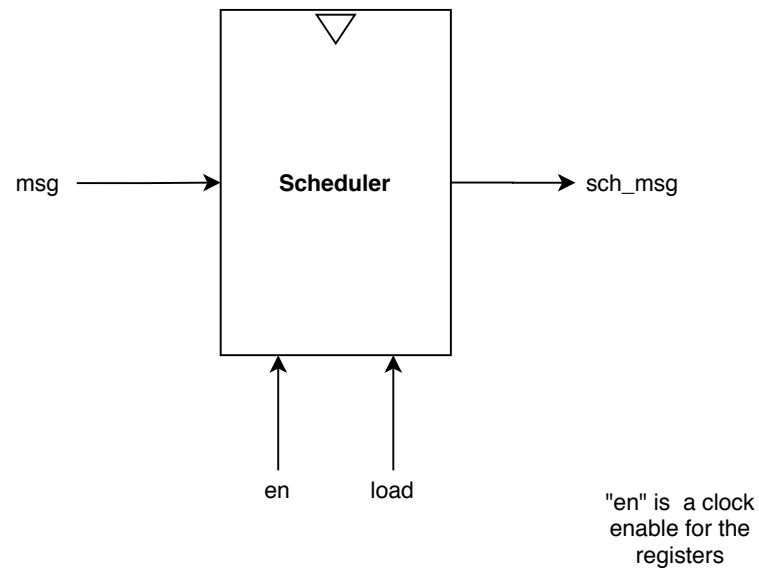 msg
Scheduler
sch_msg
en
load
"en" is a clock
enable for the
registers